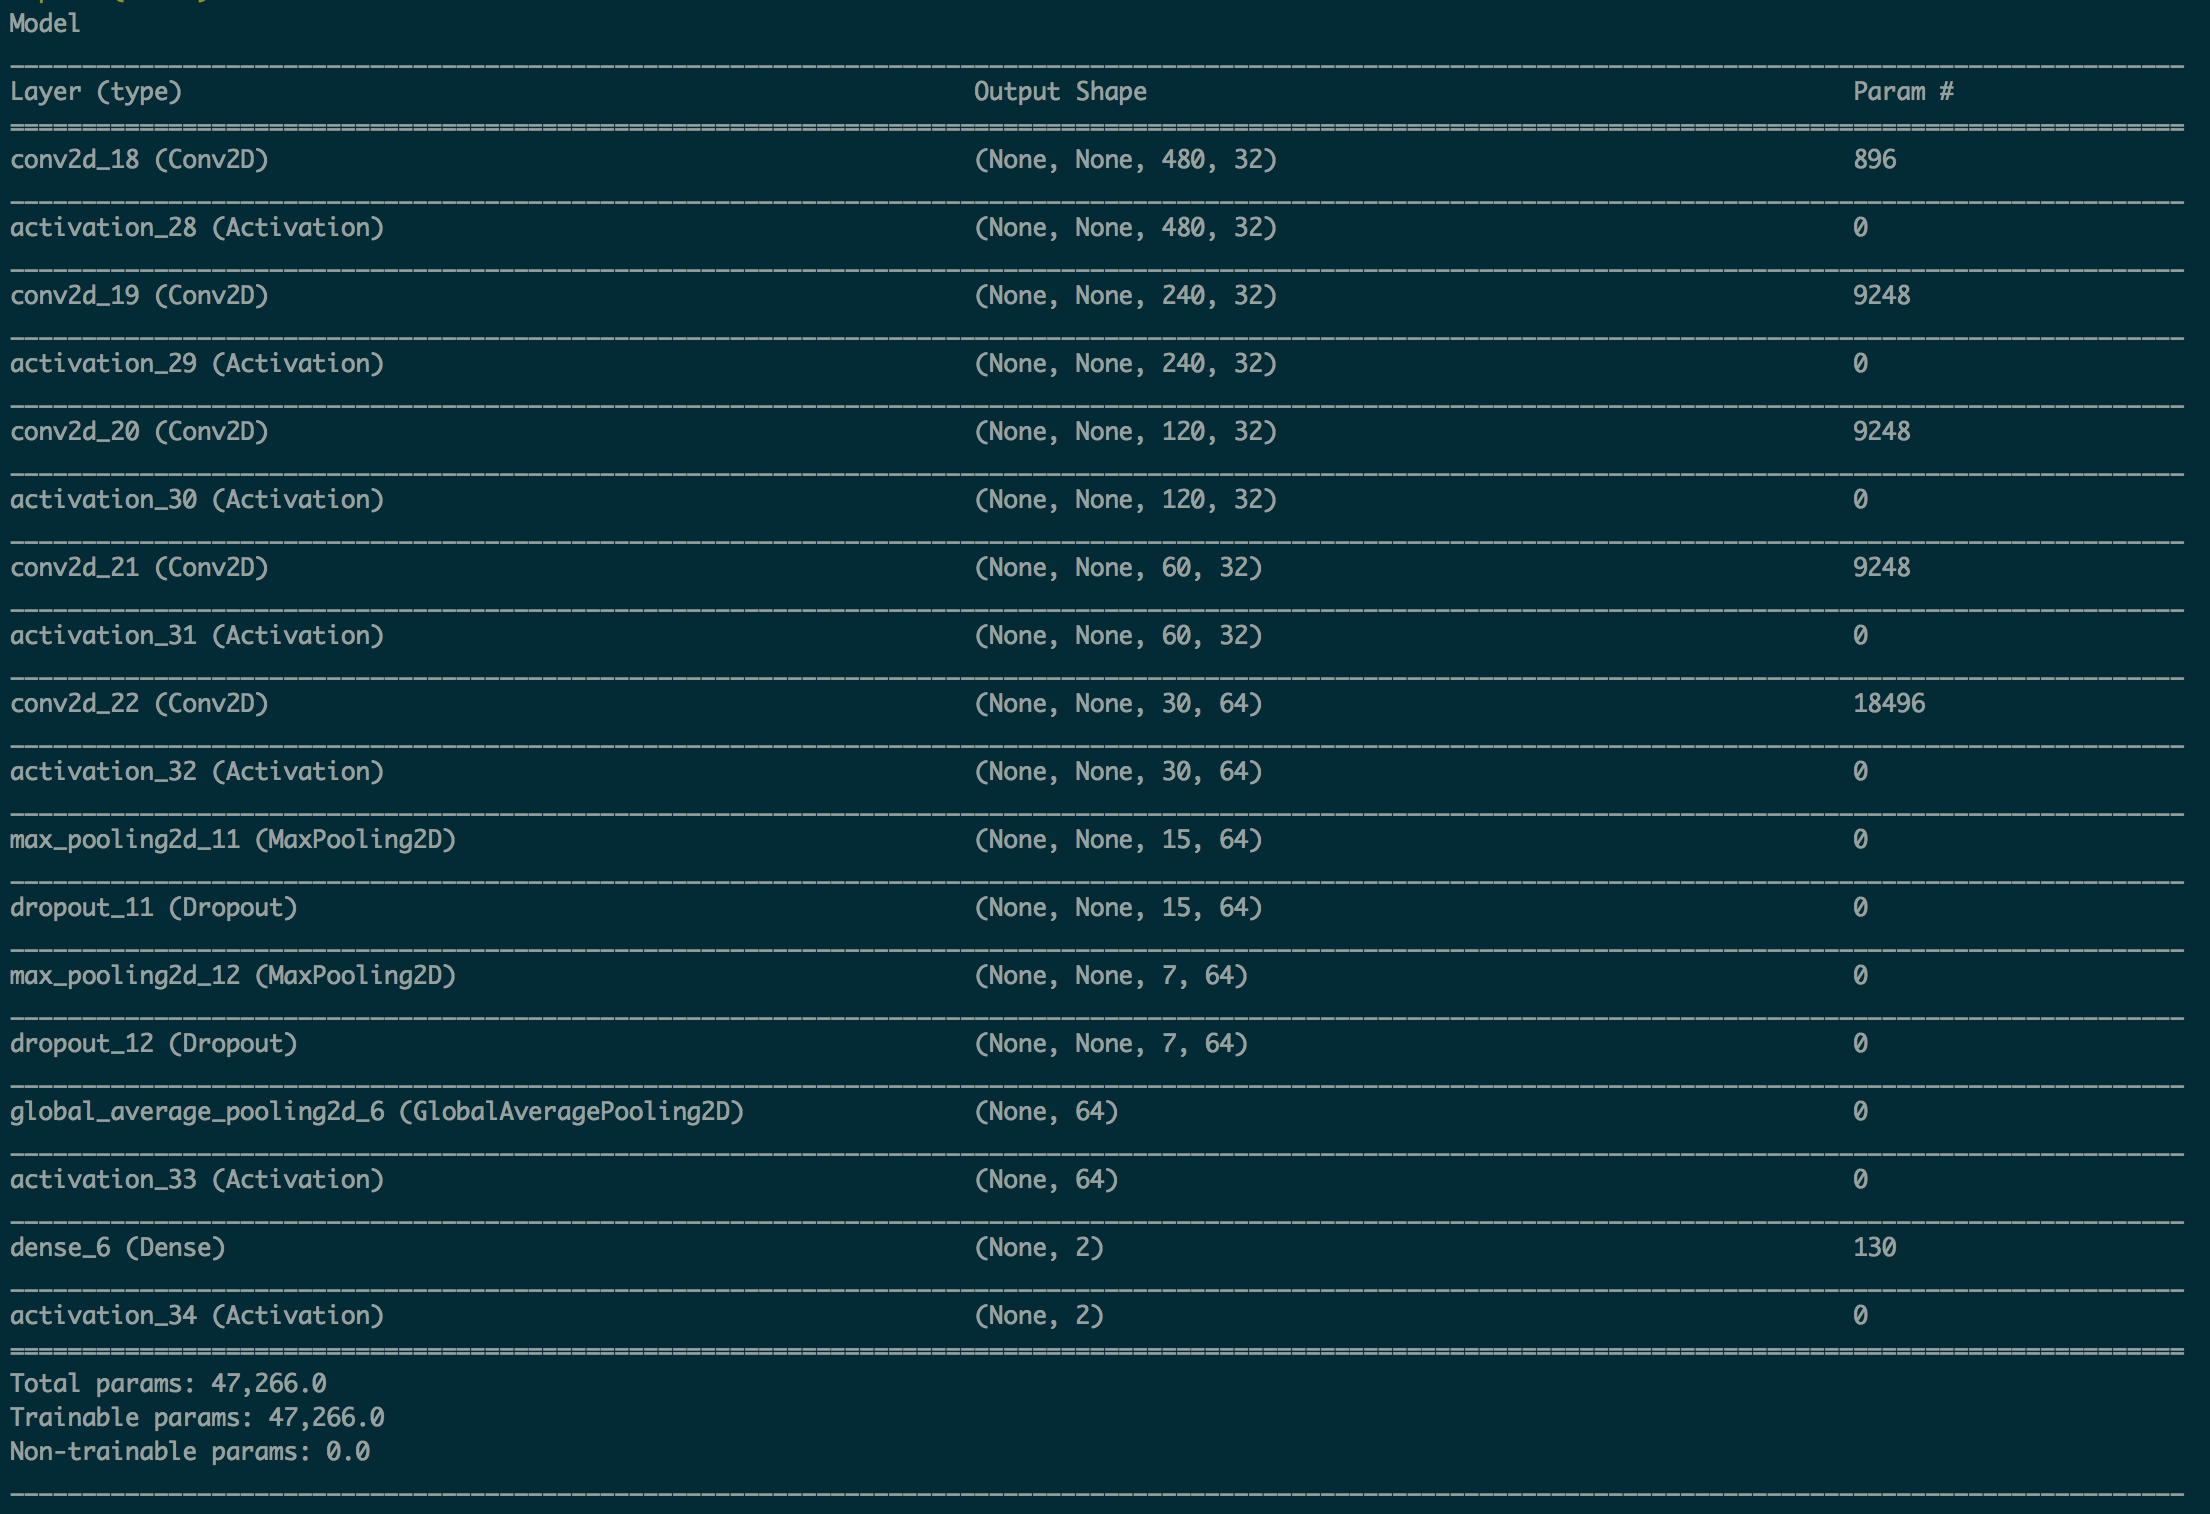 Model
Layer (type) Output Shape Param #
conv2d_18 (Conv2D) (None, None, 480, 32) 896
activation_28 (Activation) (None, None, 480, 32) 0
conv2d_19 (Conv2D) (None, None, 240, 32) 9248
activation_29 (Activation) (None, None, 240, 32) 0
conv2d_20 (Conv2D) (None, None, 120, 32) 9248
activation_30 (Activation) (None, None, 120, 32) 0
conv2d_21 (Conv2D) (None, None, 60, 32) 9248
activation_31 (Activation) (None, None, 60, 32) 0
conv2d_22 (Conv2D) (None, None, 30, 64) 18496
activation_32 (Activation) (None, None, 30, 64) 0
max_pooling2d_11 (MaxPooling2D) (None, None, 15, 64) 0
dropout_11 (Dropout) (None, None, 15, 64) 0
max_pooling2d_12 (MaxPooling2D) (None, None, 7, 64) 0
dropout_12 (Dropout) (None, None, 7, 64) 0
global_average_pooling2d_6 (GlobalAveragePooling2D) (None, 64) 0
activation_33 (Activation) (None, 64) 0
dense_6 (Dense) (None, 2) 130
activation_34 (Activation) (None, 2) 0
Total params: 47,266.0
Trainable params: 47,266.0
Non-trainable params: 0.0